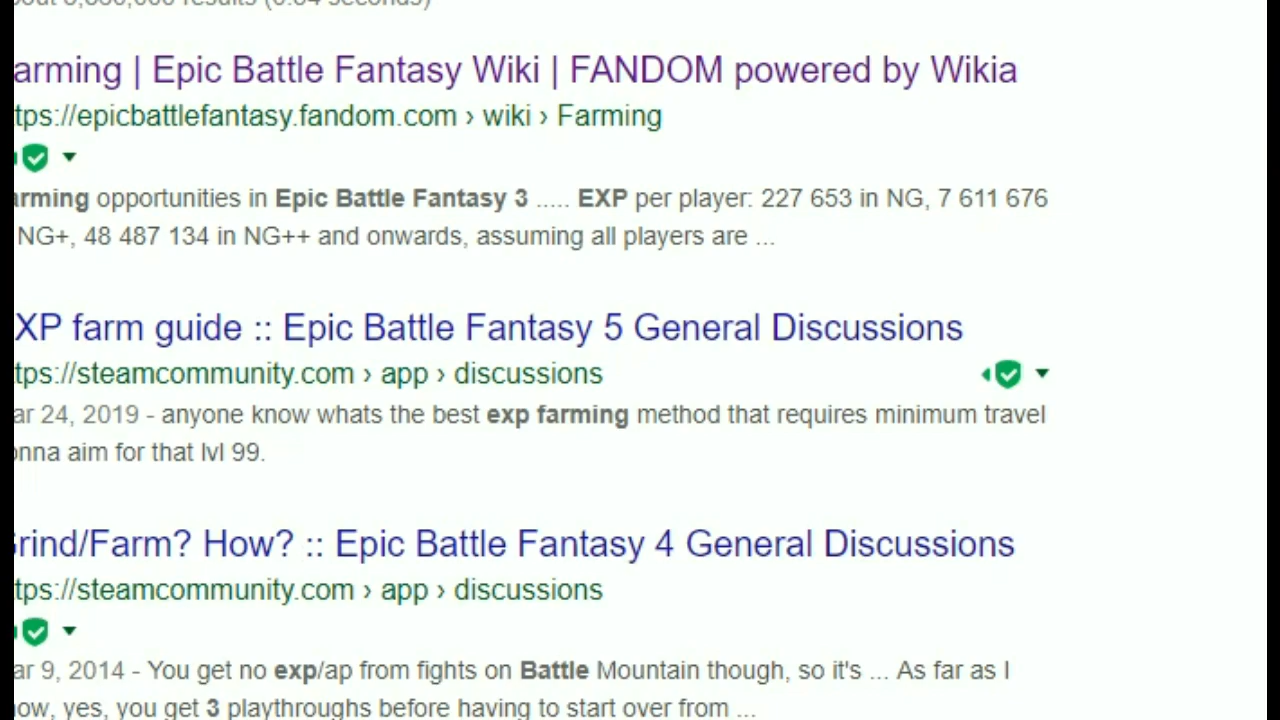 arming | Epic Battle Fantasy Wiki | FANDOM powered by Wikia
tps://epicbattlefantasy.fandom.com › wiki › Farming
arming opportunities in Epic Battle Fantasy 3 ..... EXP per player: 227 653 in NG, 7 611 676
NG+, 48 487 134 in NG++ and onwards, assuming all players are ...
XP farm guide :: Epic Battle Fantasy 5 General Discussions
tps://steamcommunity.com › app › discussions
ar 24, 2019 - anyone know whats the best exp farming method that requires minimum travel
onna aim for that lvl 99.
Grind/Farm? How? :: Epic Battle Fantasy 4 General Discussions
tps://steamcommunity.com › app › discussions
ar 9, 2014 - You get no exp/ap from fights on Battle Mountain though, so it's ... As far as I
now, yes, you get 3 playthroughs before having to start over from ...